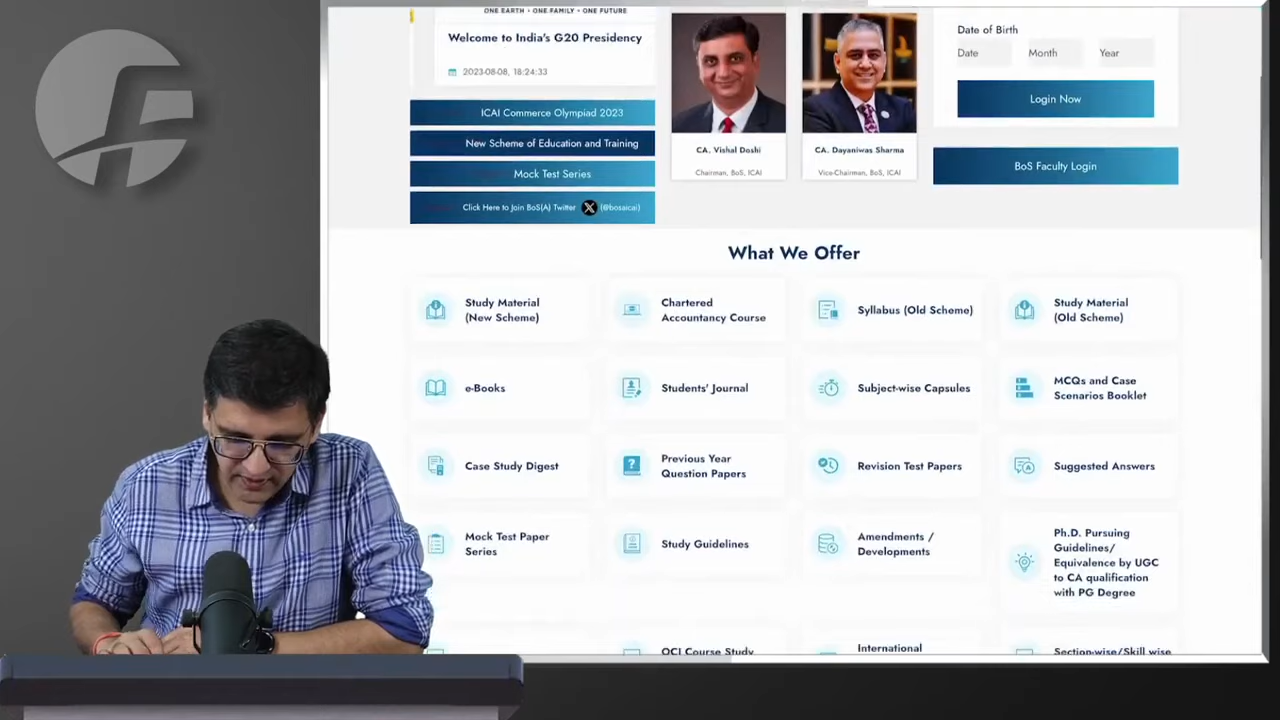 ONE EARTH • ONE FAMILY • ONE FUTURE
Welcome to India's G20 Presidency
2023-08-08, 18:24:33
ICAI Commerce Olympiad 2023
New Scheme of Education and Training
Mock Test Series
Click Here to Join BoS(A) Twitter X (@bosaicai)
CA. Vishal Doshi
Chairman, BoS, ICAI
CA. Dayaniwas Sharma
Vice-Chairman, BoS, ICAI
Date of Birth
Date Month Year
Login Now
BoS Faculty Login
What We Offer
Study Material
(New Scheme)
Chartered
Accountancy Course
Syllabus (Old Scheme)
Study Material
(Old Scheme)
e-Books
Students' Journal
Subject-wise Capsules
MCQs and Case
Scenarios Booklet
Case Study Digest
Previous Year
Question Papers
Revision Test Papers
Suggested Answers
Mock Test Paper
Series
Study Guidelines
Amendments /
Developments
Ph.D. Pursuing
Guidelines/
Equivalence by UGC
to CA qualification
with PG Degree
OCI Course Study
International
Section-wise/Skill wise